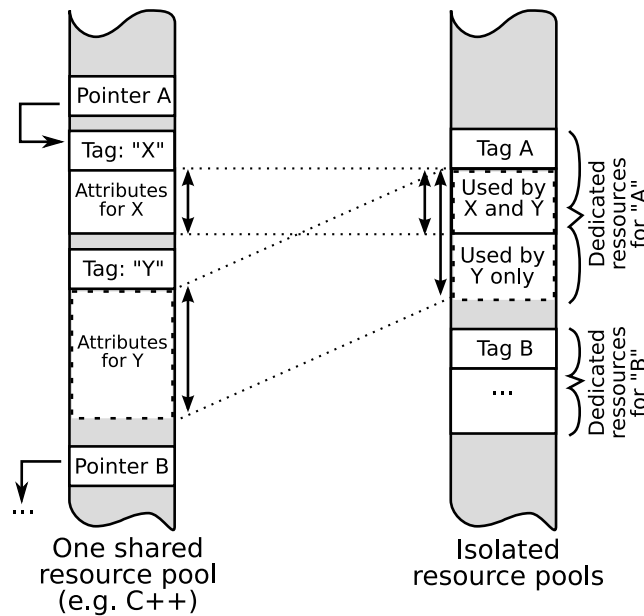 Pointer A
Tag: "X"
Attributes
for X
Tag: "Y"
Attributes
for Y
Pointer B
...
One shared
resource pool
(e.g. C++)
Tag A
Used by
X and Y
Used by
Y only
Dedicated
ressources
for "A"
Tag B
...
Dedicated
ressources
for "B"
Isolated
resource pools